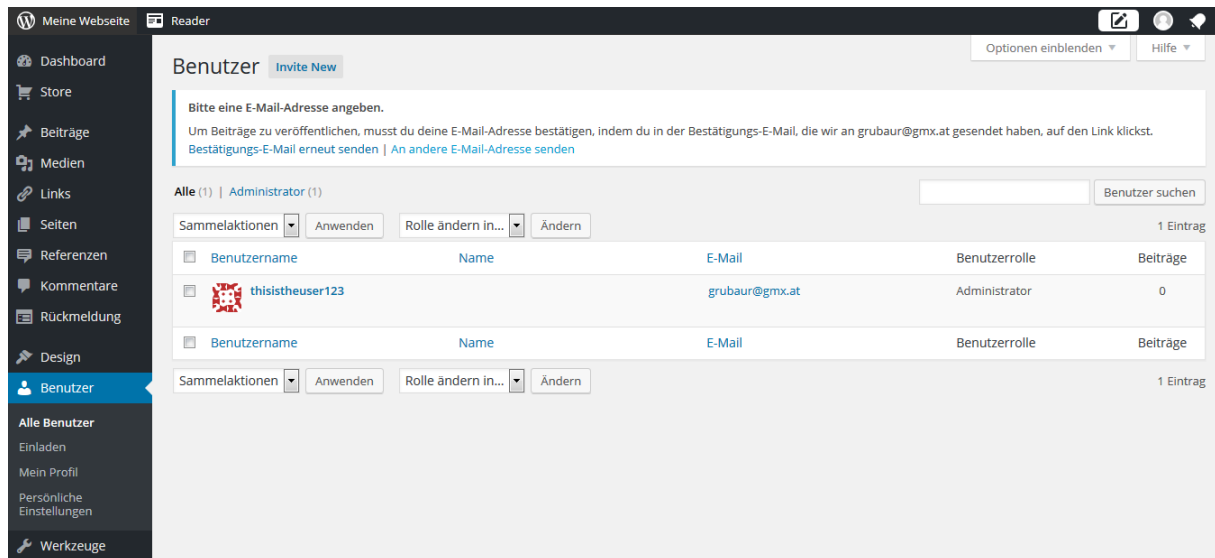 Meine Webseite Reader
Optionen einblenden Hilfe
Dashboard
Store
Beiträge
Medien
Links
Seiten
Referenzen
Kommentare
Rückmeldung
Design
Benutzer
Alle Benutzer
Einladen
Mein Profil
Persönliche
Einstellungen
Werkzeuge
Benutzer Invite New
Bitte eine E-Mail-Adresse angeben.
Um Beiträge zu veröffentlichen, musst du deine E-Mail-Adresse bestätigen, indem du in der Bestätigungs-E-Mail, die wir an grubaur@gmx.at gesendet haben, auf den Link klickst.
Bestätigungs-E-Mail erneut senden | An andere E-Mail-Adresse senden
Alle (1) | Administrator (1)
Benutzer suchen
Sammelaktionen Anwenden Rolle ändern in... Ändern 1 Eintrag
Benutzername Name E-Mail Benutzerrolle Beiträge
thisistheuser123 grubaur@gmx.at Administrator 0
Benutzername Name E-Mail Benutzerrolle Beiträge
Sammelaktionen Anwenden Rolle ändern in... Ändern 1 Eintrag